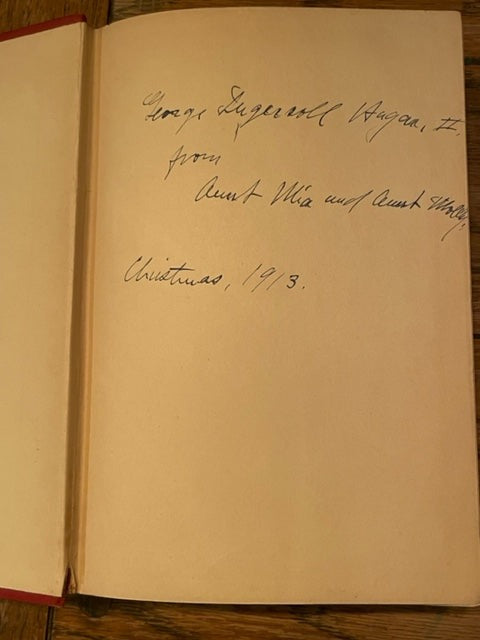 George Ingersoll Hagan, II.
from
Aunt Mia and Aunt Molly.
Christmas, 1913.